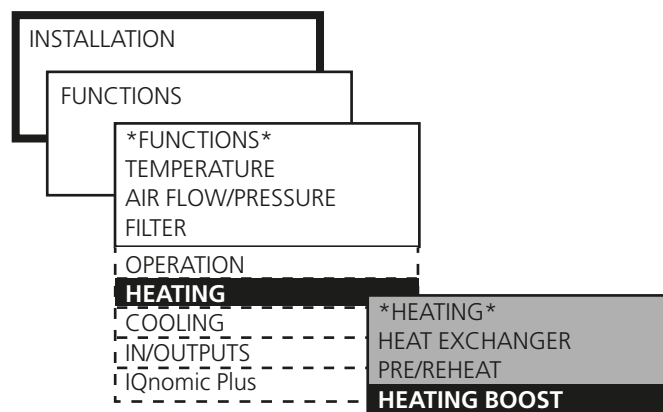 INSTALLATION
FUNCTIONS
*FUNCTIONS*
TEMPERATURE
AIR FLOW/PRESSURE
FILTER
OPERATION
HEATING
COOLING
IN/OUTPUTS
IQnomic Plus
*HEATING*
HEAT EXCHANGER
PRE/REHEAT
HEATING BOOST